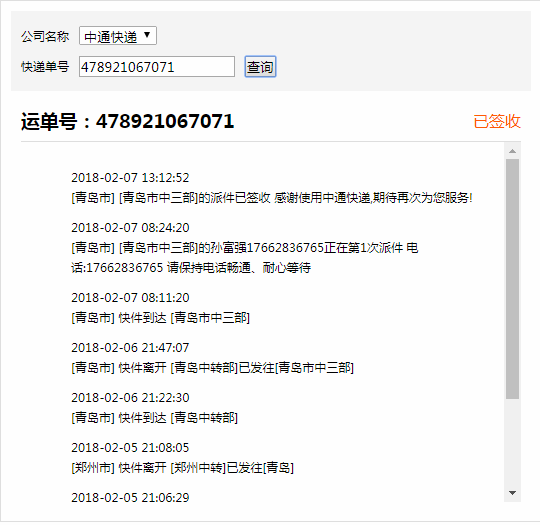 公司名称 中通快递
快递单号 478921067071 查询
运单号：478921067071 已签收
2018-02-07 13:12:52
[青岛市] [青岛市中三部]的派件已签收 感谢使用中通快递,期待再次为您服务!
2018-02-07 08:24:20
[青岛市] [青岛市中三部]的孙富强17662836765正在第1次派件 电
话:17662836765 请保持电话畅通、耐心等待
2018-02-07 08:11:20
[青岛市] 快件到达 [青岛市中三部]
2018-02-06 21:47:07
[青岛市] 快件离开 [青岛中转部]已发往[青岛市中三部]
2018-02-06 21:22:30
[青岛市] 快件到达 [青岛中转部]
2018-02-05 21:08:05
[郑州市] 快件离开 [郑州中转]已发往[青岛]
2018-02-05 21:06:29